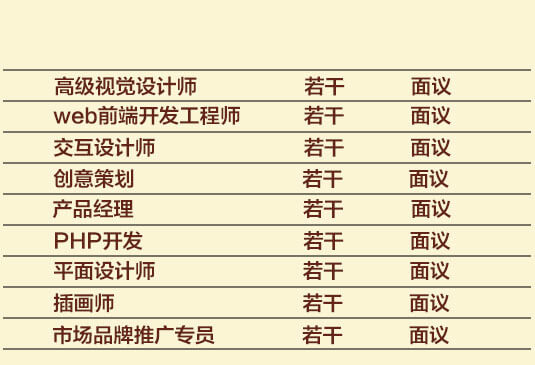 高级视觉设计师 若干 面议
web前端开发工程师 若干 面议
交互设计师 若干 面议
创意策划 若干 面议
产品经理 若干 面议
PHP开发 若干 面议
平面设计师 若干 面议
插画师 若干 面议
市场品牌推广专员 若干 面议